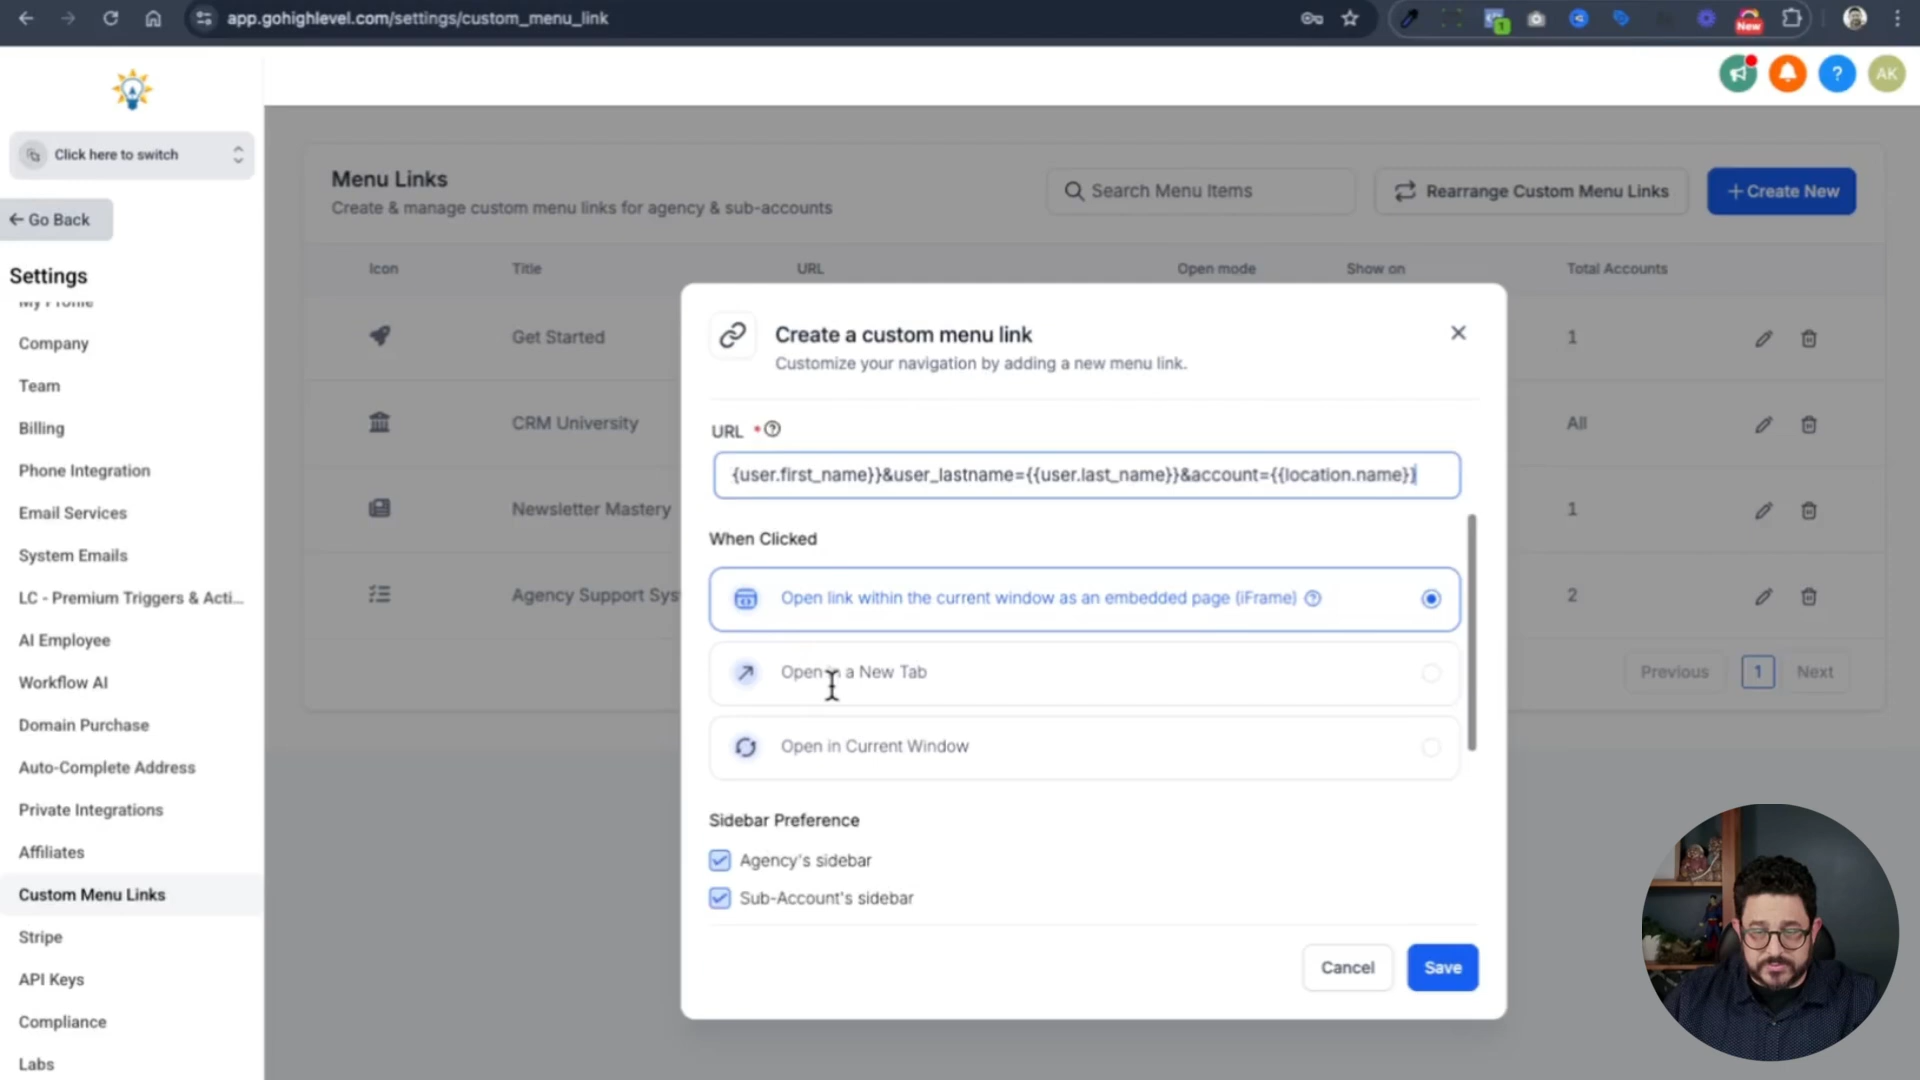 app.gohighlevel.com/settings/custom_menu_link
1
New
Click here to switch
AK
Go Back
Settings
My Profile
Company
Team
Billing
Phone Integration
Email Services
System Emails
LC - Premium Triggers & Acti...
AI Employee
Workflow AI
Domain Purchase
Auto-Complete Address
Private Integrations
Affiliates
Custom Menu Links
Stripe
API Keys
Compliance
Labs
Menu Links
Create & manage custom menu links for agency & sub-accounts
Search Menu Items
Rearrange Custom Menu Links
+ Create New
Icon Title URL Open mode Show on Total Accounts
Get Started 1
CRM University All
Newsletter Mastery 1
Agency Support Sys 2
Previous 1 Next
Create a custom menu link
Customize your navigation by adding a new menu link.
URL *
{user.first_name}}&user_lastname={{user.last_name}}&account={{location.name}}
When Clicked
Open link within the current window as an embedded page (iFrame)
Open in a New Tab
Open in Current Window
Sidebar Preference
Agency's sidebar
Sub-Account's sidebar
Cancel
Save